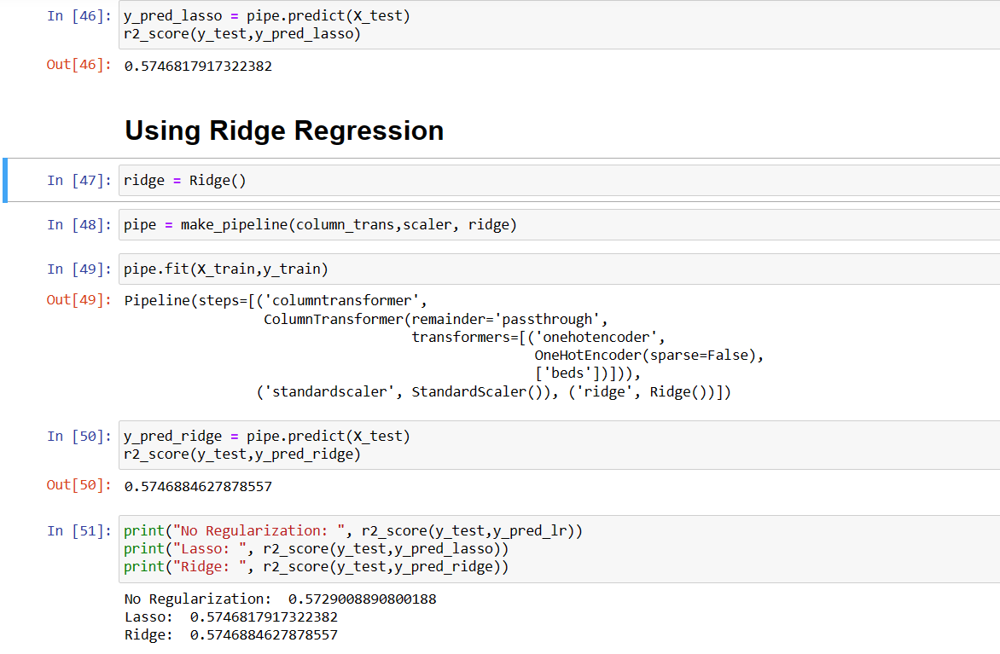 In [46]: y_pred_lasso = pipe.predict(X_test)
r2_score(y_test,y_pred_lasso)
Out[46]: 0.5746817917322382
Using Ridge Regression
In [47]: ridge = Ridge()
In [48]: pipe = make_pipeline(column_trans,scaler, ridge)
In [49]: pipe.fit(X_train,y_train)
Out[49]: Pipeline(steps=[('columntransformer',
ColumnTransformer(remainder='passthrough',
transformers=[('onehotencoder',
OneHotEncoder(sparse=False),
['beds'])])),
('standardscaler', StandardScaler()), ('ridge', Ridge())])
In [50]: y_pred_ridge = pipe.predict(X_test)
r2_score(y_test,y_pred_ridge)
Out[50]: 0.5746884627878557
In [51]: print("No Regularization: ", r2_score(y_test,y_pred_lr))
print("Lasso: ", r2_score(y_test,y_pred_lasso))
print("Ridge: ", r2_score(y_test,y_pred_ridge))
No Regularization:  0.5729008890800188
Lasso:  0.5746817917322382
Ridge:  0.5746884627878557